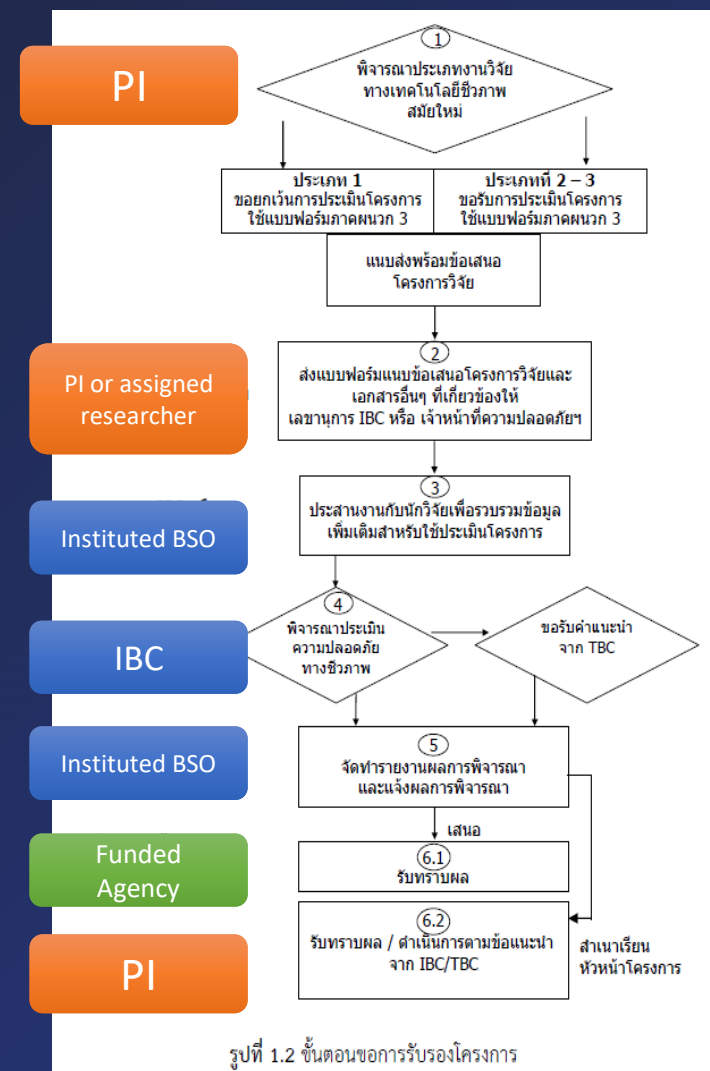 PI
1
พิจารณาประเภทงานวิจัย
ทางเทคโนโลยีชีวภาพ
สมัยใหม่
ประเภท 1
ขอยกเว้นการประเมินโครงการ
ใช้แบบฟอร์มภาคผนวก 3
ประเภทที่ 2 – 3
ขอรับการประเมินโครงการ
ใช้แบบฟอร์มภาคผนวก 3
แนบส่งพร้อมข้อเสนอ
โครงการวิจัย
PI or assigned
researcher
2
ส่งแบบฟอร์มแนบข้อเสนอโครงการวิจัยและ
เอกสารอื่นๆ ที่เกี่ยวข้องให้
เลขานุการ IBC หรือ เจ้าหน้าที่ความปลอดภัยฯ
Instituted BSO
3
ประสานงานกับนักวิจัยเพื่อรวบรวมข้อมูล
เพิ่มเติมสำหรับใช้ประเมินโครงการ
IBC
4
พิจารณาประเมิน
ความปลอดภัย
ทางชีวภาพ
ขอรับคำแนะนำ
จาก TBC
Instituted BSO
5
จัดทำรายงานผลการพิจารณา
และแจ้งผลการพิจารณา
เสนอ
Funded
Agency
6.1
รับทราบผล
PI
6.2
รับทราบผล / ดำเนินการตามข้อแนะนำ
จาก IBC/TBC
สำเนาเรียน
หัวหน้าโครงการ
รูปที่ 1.2 ขั้นตอนขอการรับรองโครงการ